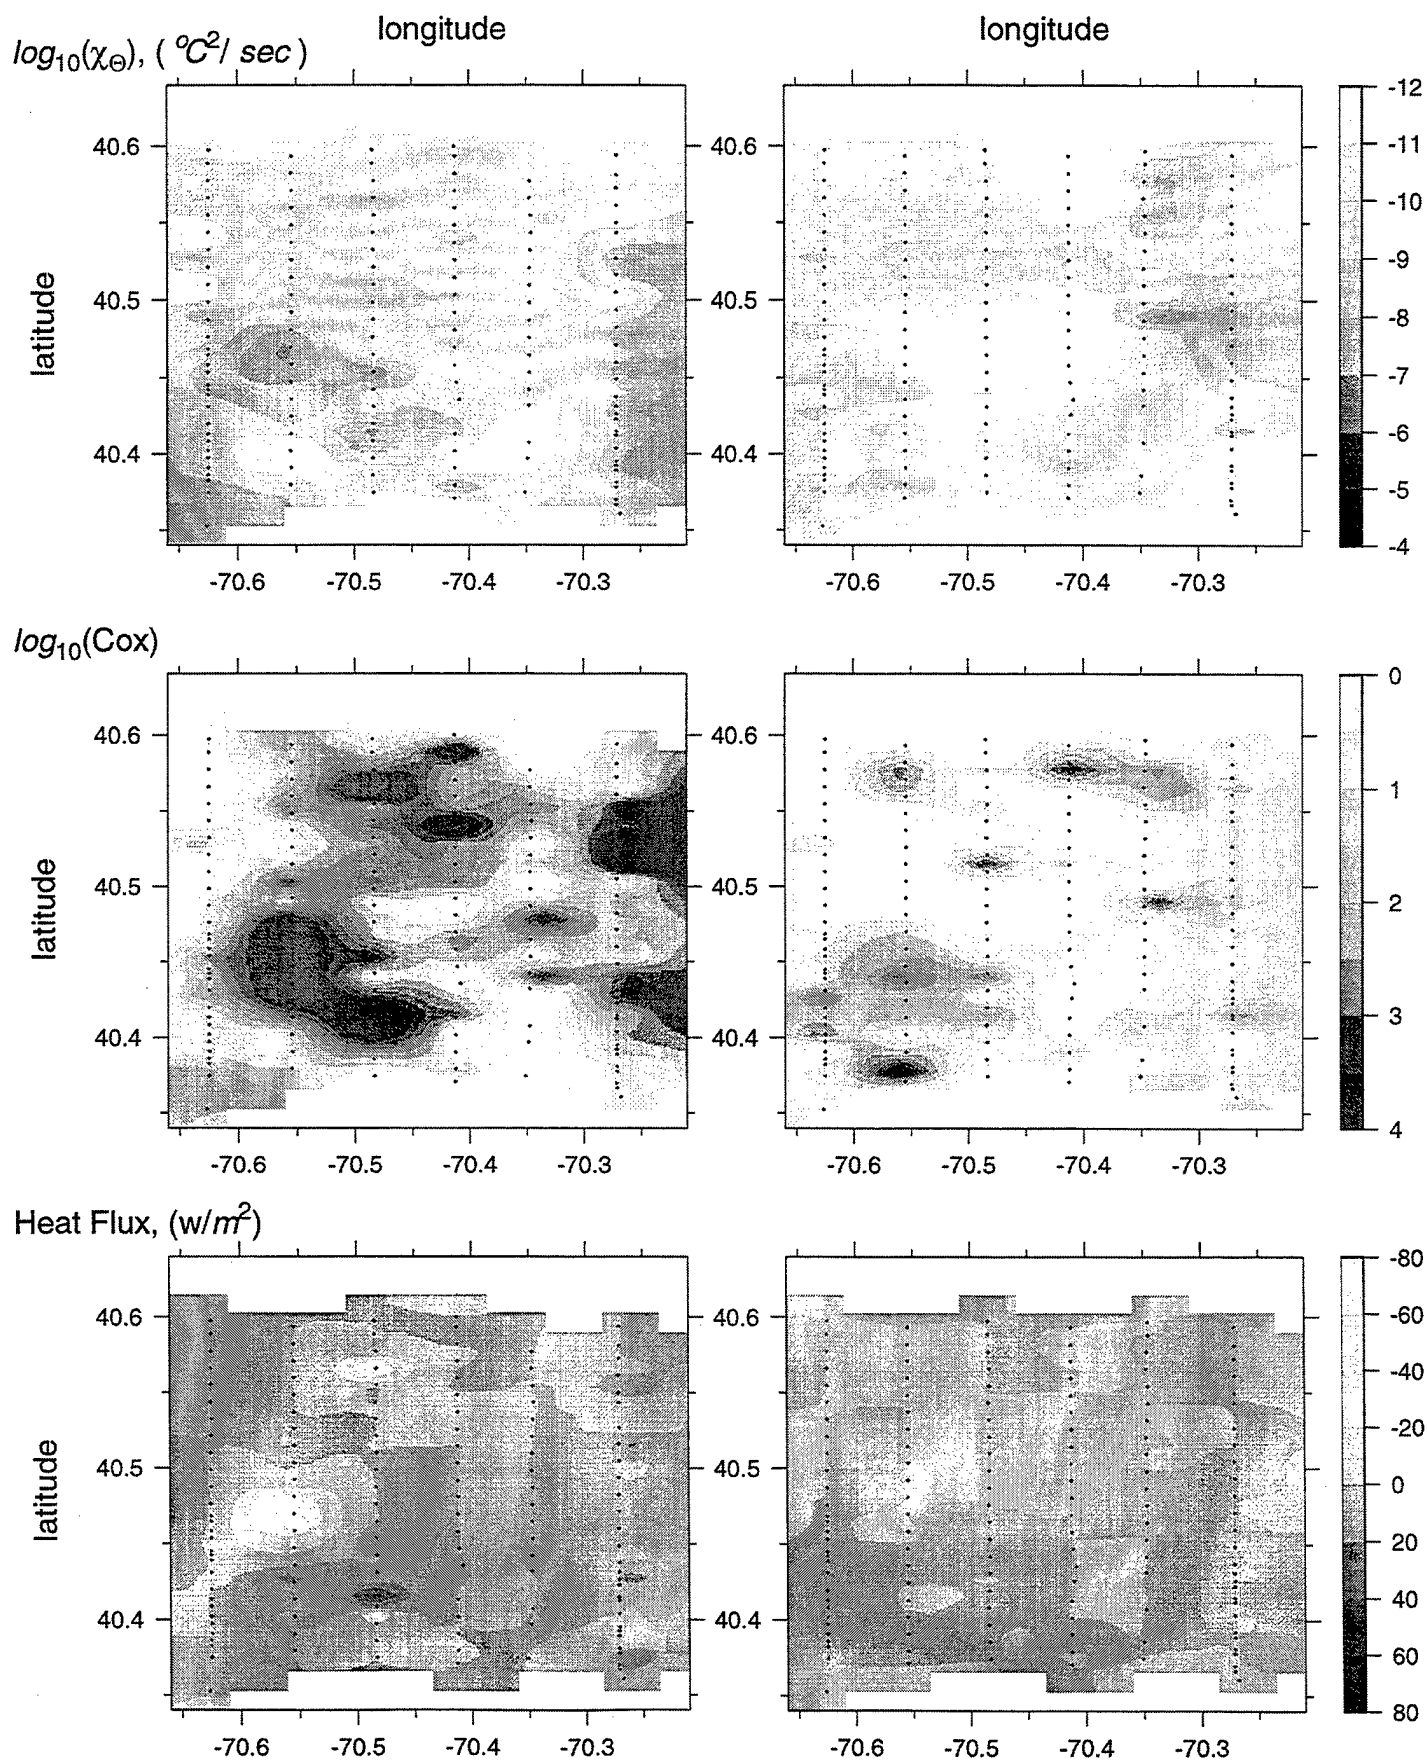 longitude longitude
log10(χΘ), ( °C2/ sec )
-12
40.6 40.6 -11
-10
-9
latitude 40.5 40.5 -8
-7
40.4 40.4 -6
-5
-4
-70.6 -70.5 -70.4 -70.3 -70.6 -70.5 -70.4 -70.3
log10(Cox)
0
40.6 40.6
1
latitude 40.5 40.5 2
3
40.4 40.4
4
-70.6 -70.5 -70.4 -70.3 -70.6 -70.5 -70.4 -70.3
Heat Flux, (w/m2)
-80
40.6 40.6 -60
-40
-20
latitude 40.5 40.5 0
20
40
40.4 40.4 60
80
-70.6 -70.5 -70.4 -70.3 -70.6 -70.5 -70.4 -70.3